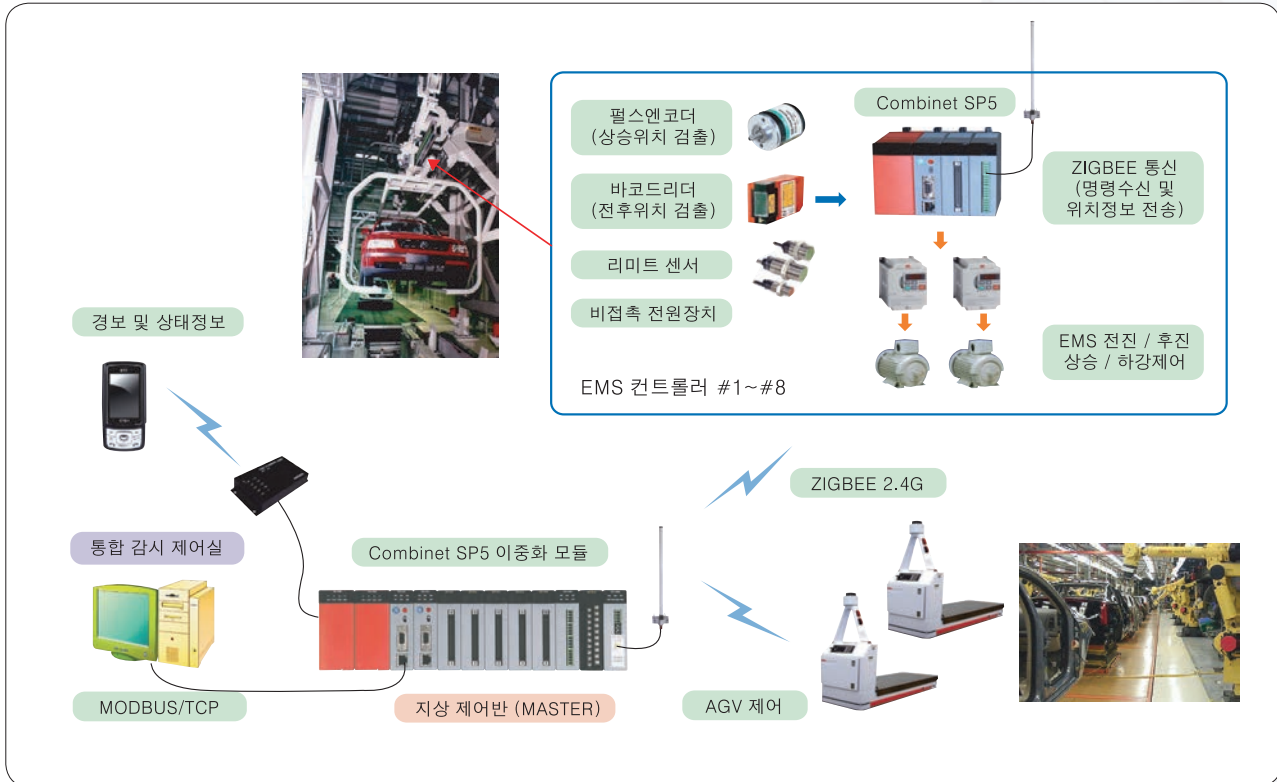 펄스엔코더
(상승위치 검출)
Combinet SP5
바코드리더
(전후위치 검출)
ZIGBEE 통신
(명령수신 및
위치정보 전송)
리미트 센서
비접촉 전원장치
EMS 전진 / 후진
상승 / 하강제어
EMS 컨트롤러 #1~#8
경보 및 상태정보
ZIGBEE 2.4G
통합 감시 제어실
Combinet SP5 이중화 모듈
MODBUS/TCP
지상 제어반 (MASTER)
AGV 제어